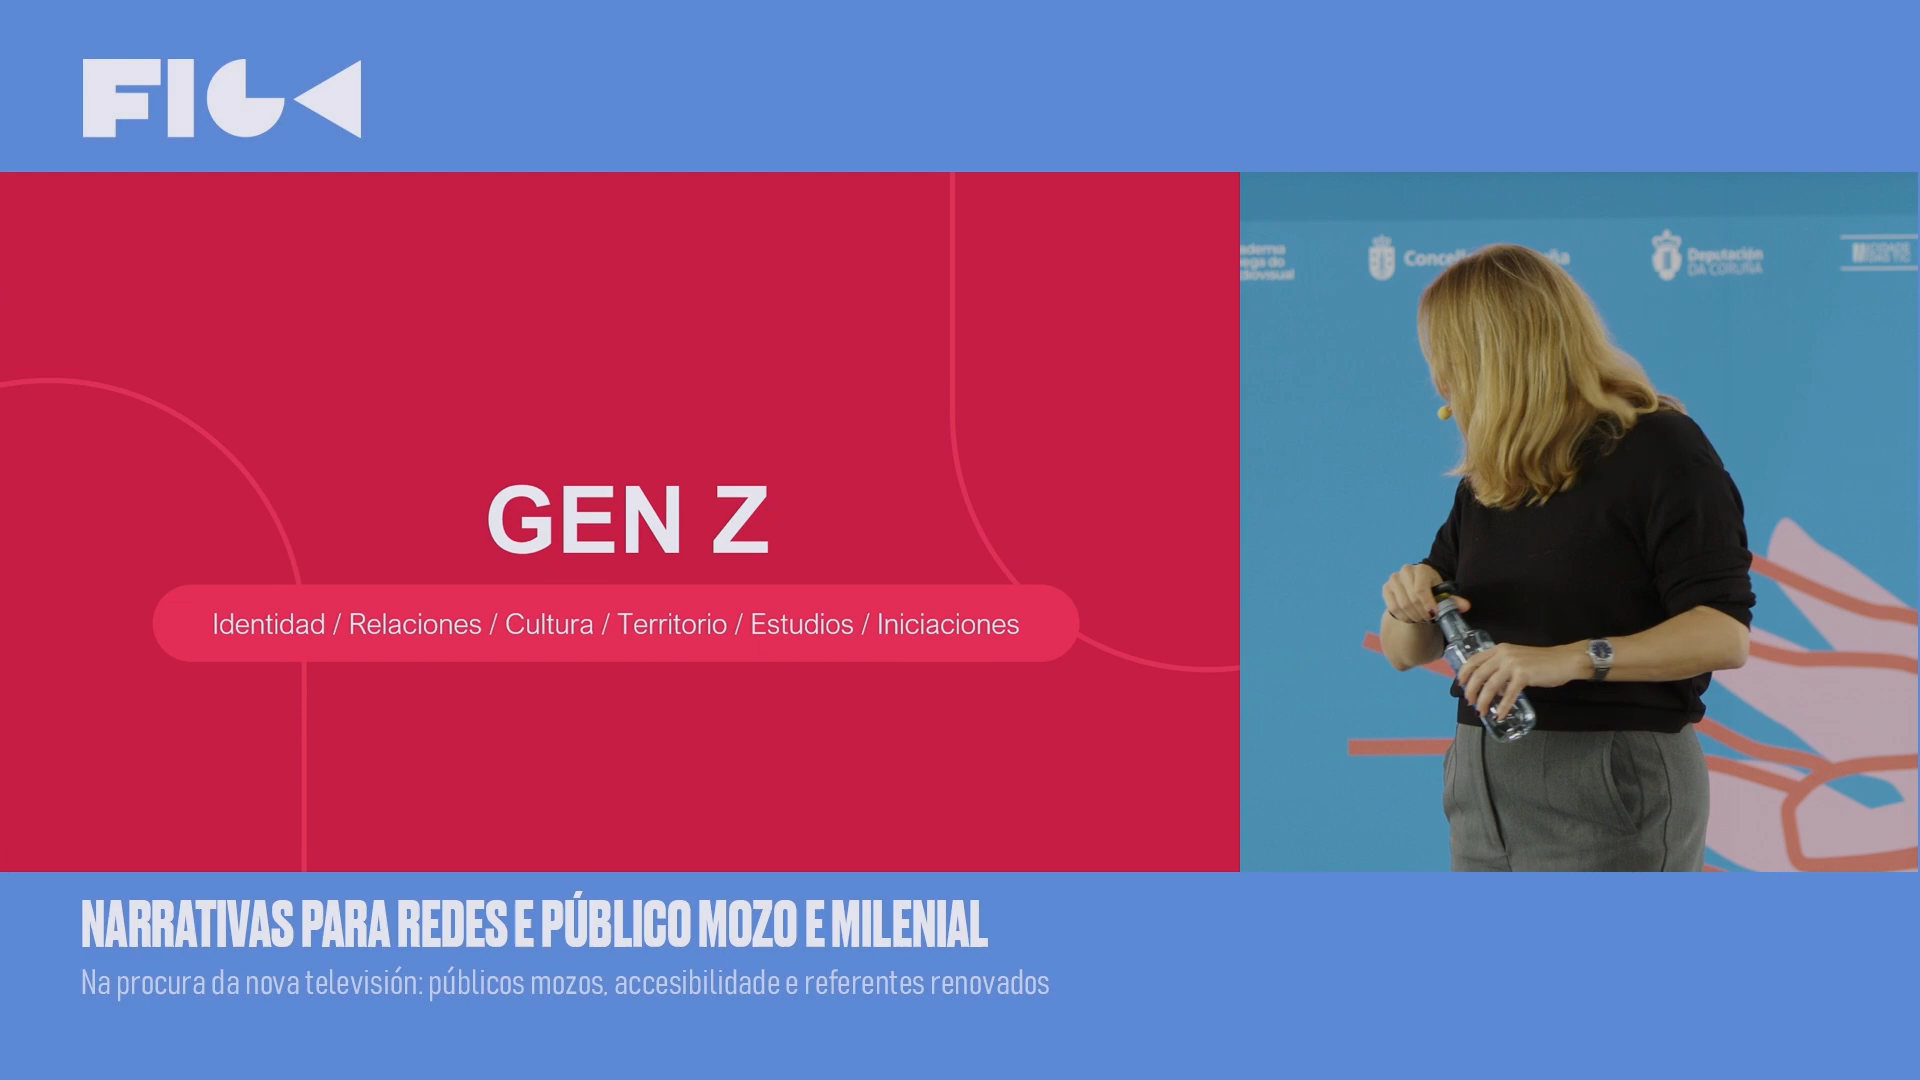 FIG
GEN Z
Identidad / Relaciones / Cultura / Territorio / Estudios / Iniciaciones
Deputación
DA CORUÑA
NARRATIVAS PARA REDES E PÚBLICO MOZO E MILENIAL
Na procura da nova televisión: públicos mozos, accesibilidade e referentes renovados